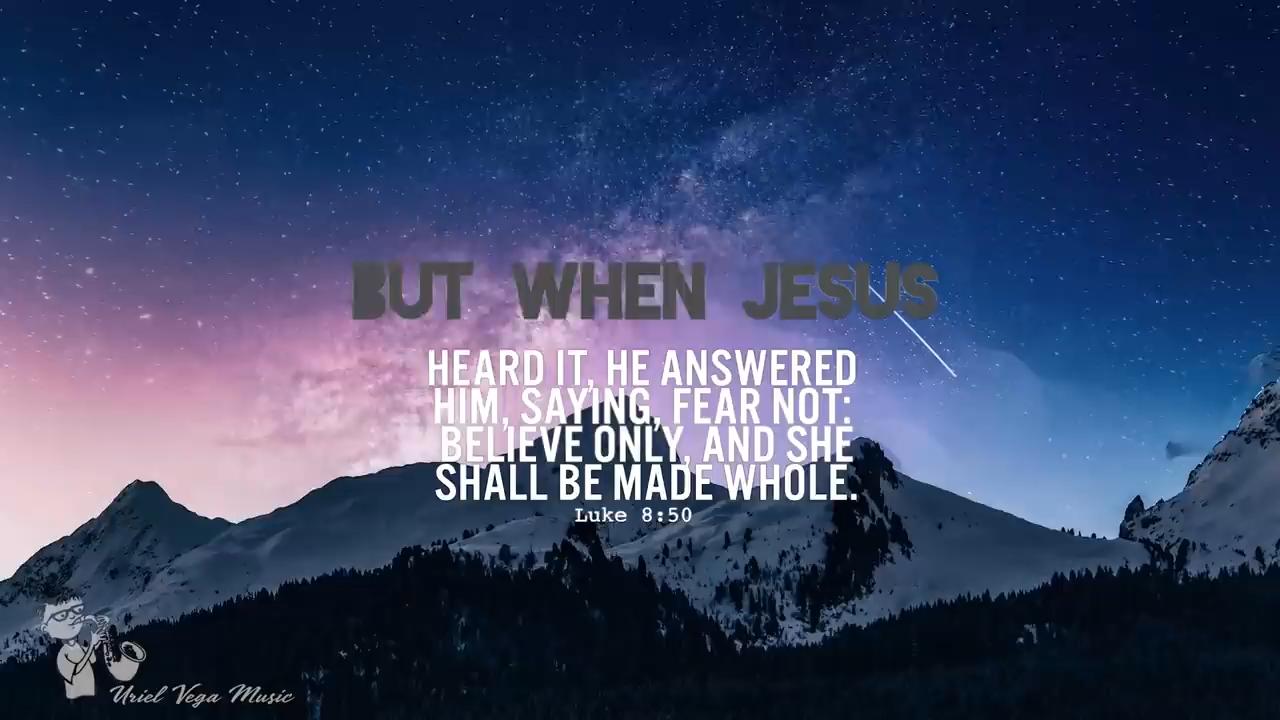 BUT WHEN JESUS
HEARD IT, HE ANSWERED
HIM, SAYING, FEAR NOT:
BELIEVE ONLY, AND SHE
SHALL BE MADE WHOLE.
Luke 8:50
Uriel Vega Music